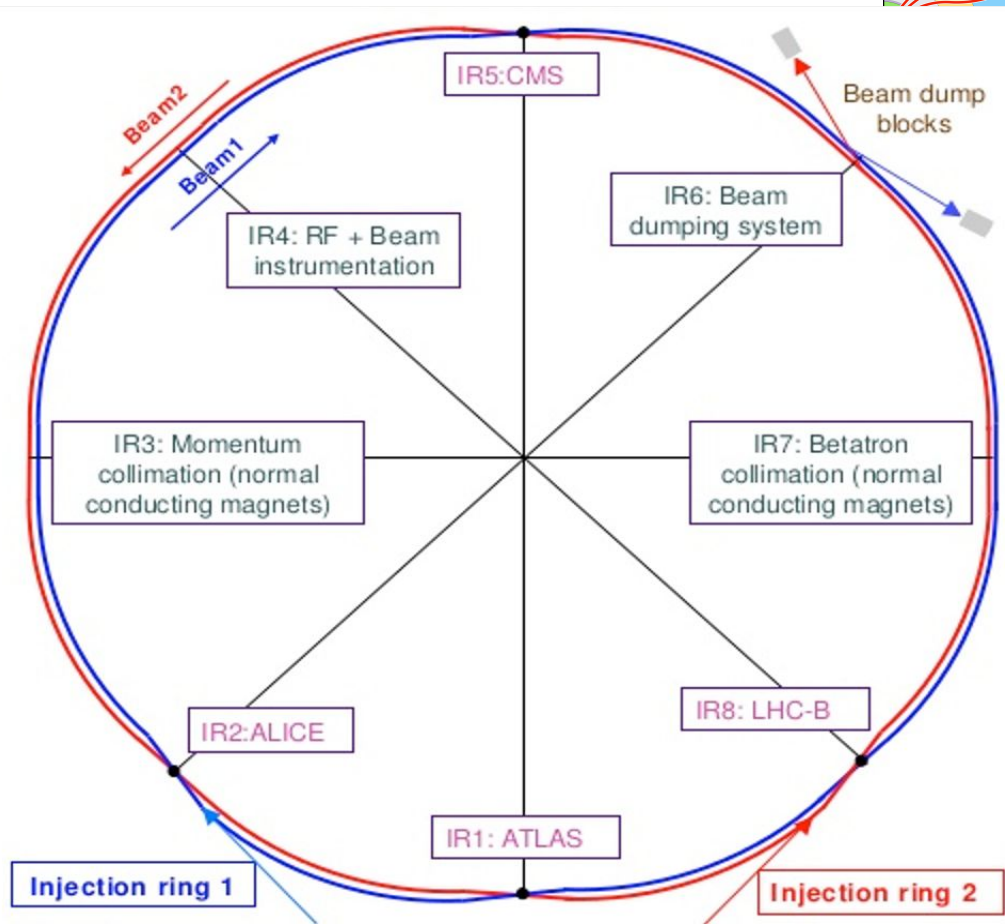 IR5:CMS
Beam2
Beam1
Beam dump
blocks
IR6: Beam
dumping system
IR4: RF + Beam
instrumentation
IR3: Momentum
collimation (normal
conducting magnets)
IR7: Betatron
collimation (normal
conducting magnets)
IR2:ALICE
IR8: LHC-B
IR1: ATLAS
Injection ring 1
Injection ring 2